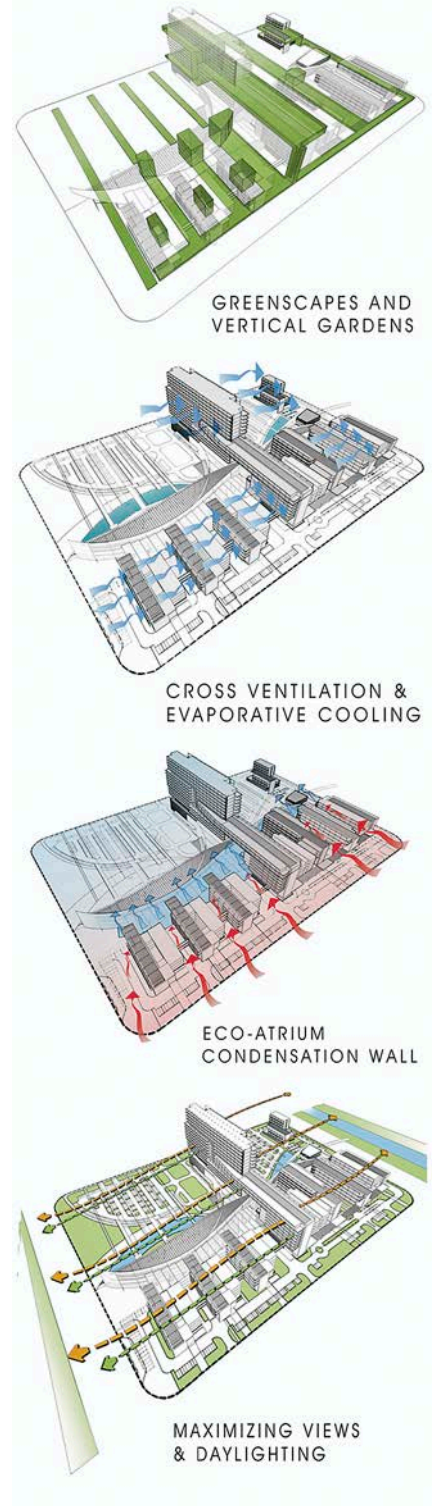 GREENSCAPES AND
VERTICAL GARDENS
CROSS VENTILATION &
EVAPORATIVE COOLING
ECO-ATRIUM
CONDENSATION WALL
MAXIMIZING VIEWS
& DAYLIGHTING